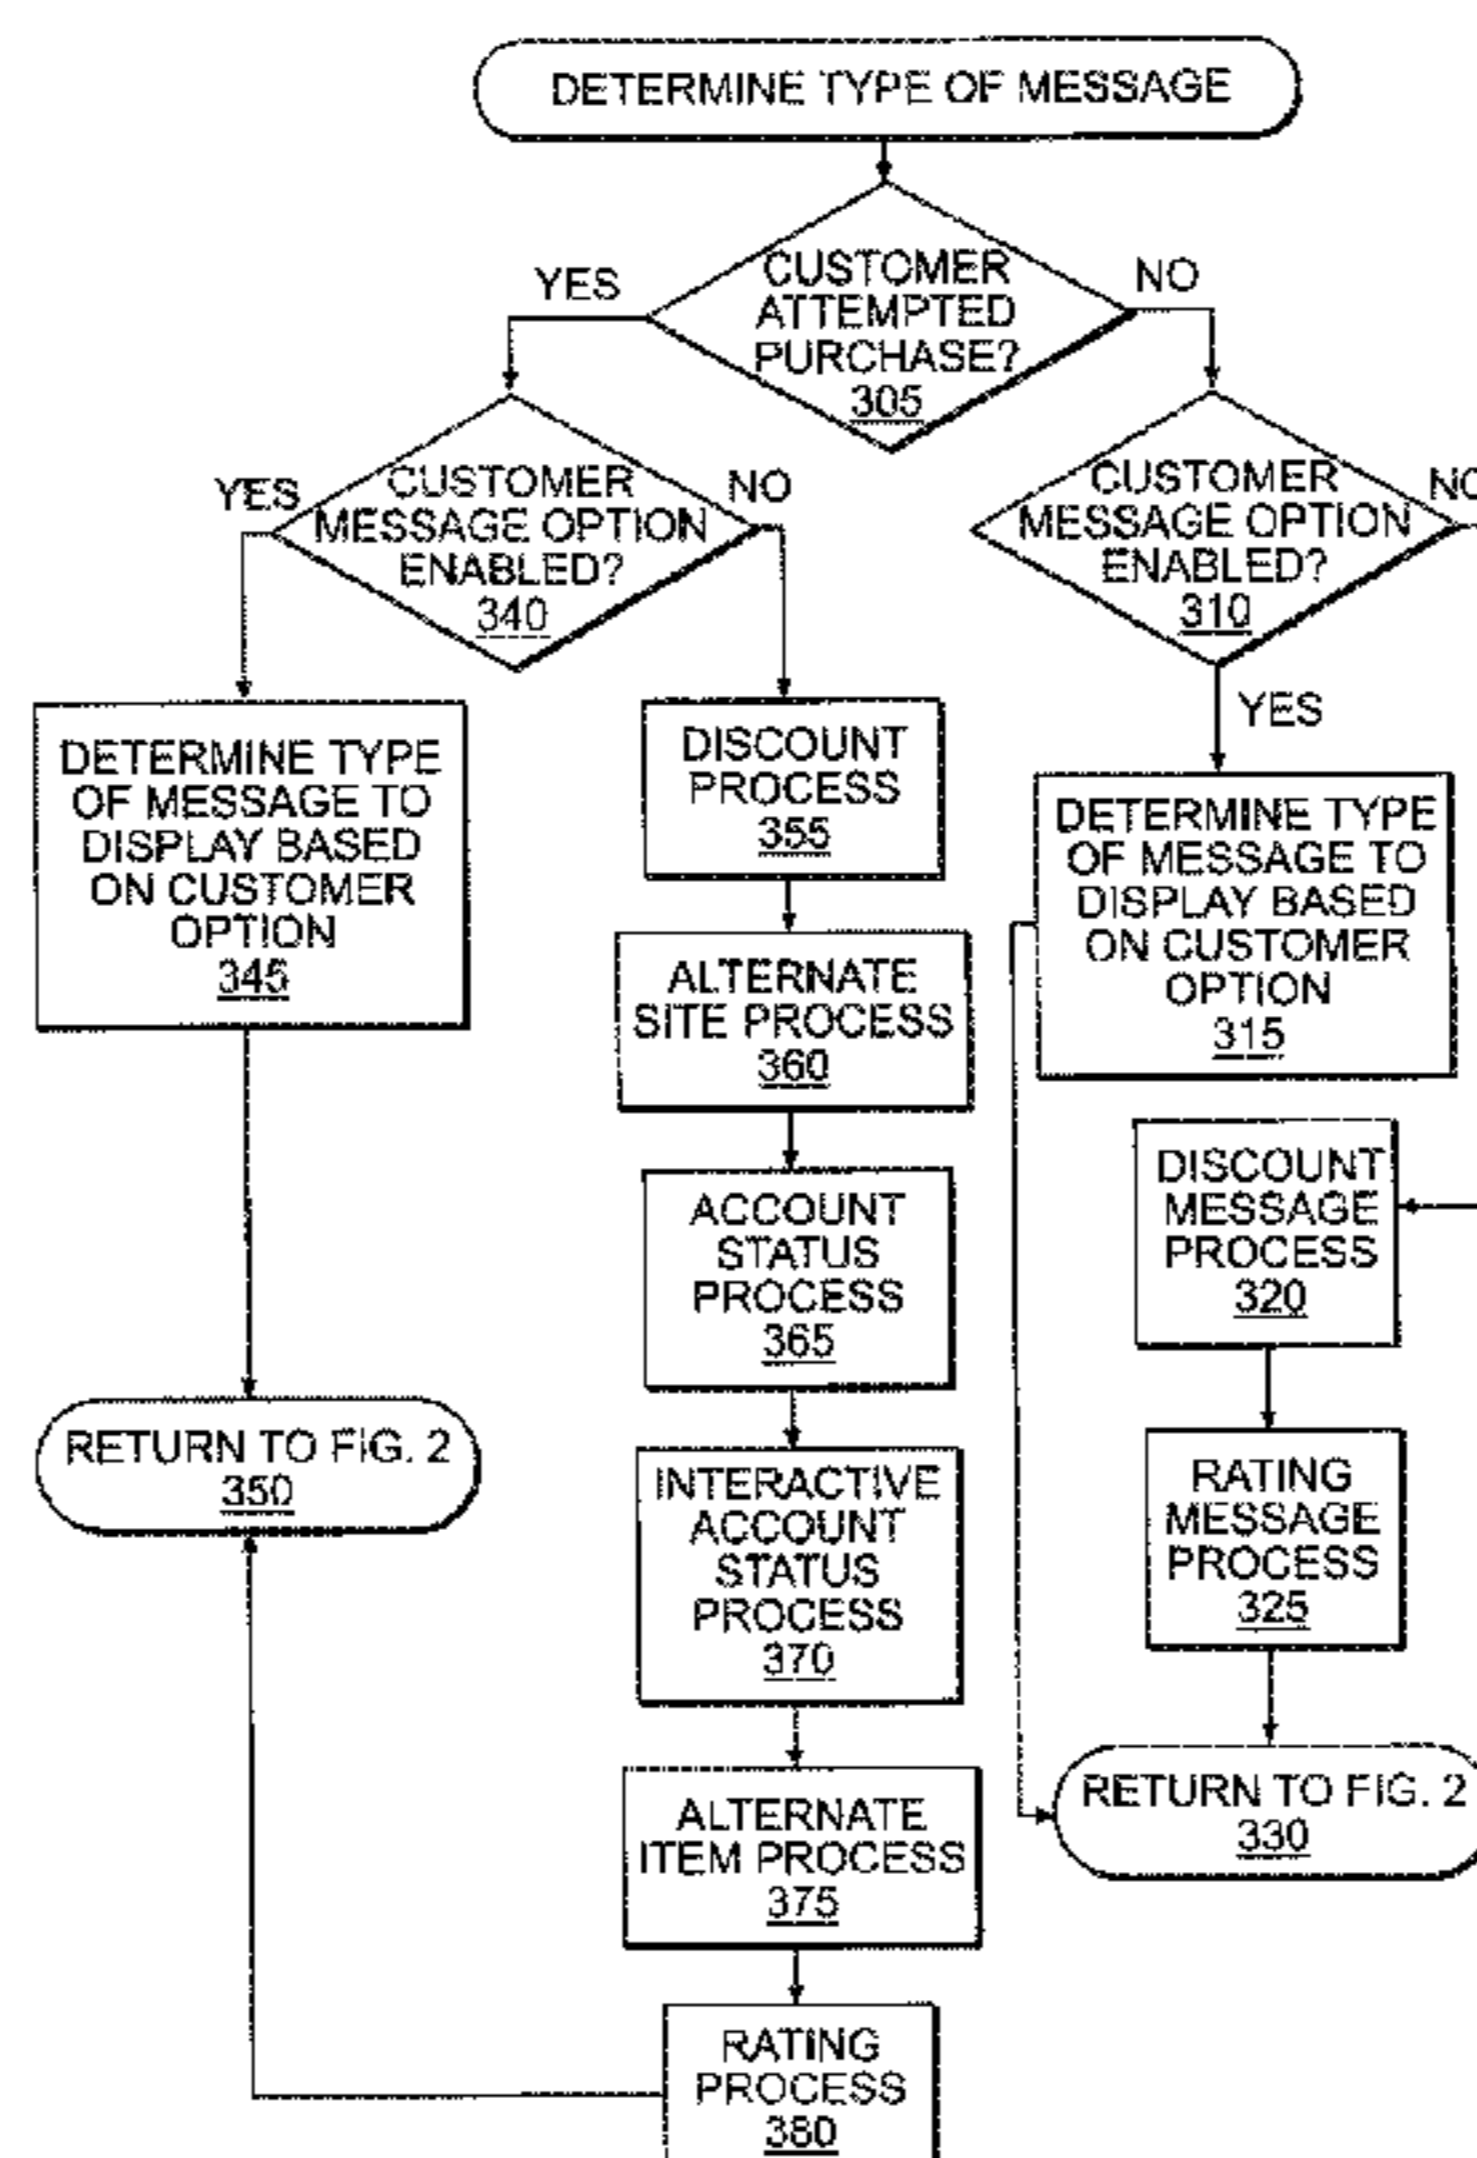 DETERMINE TYPE OF MESSAGE
YES
CUSTOMER
ATTEMPTED
PURCHASE?
305
NO
YES
CUSTOMER
MESSAGE OPTION
ENABLED?
340
NO
CUSTOMER
MESSAGE OPTION
ENABLED?
310
NO
YES
DETERMINE TYPE
OF MESSAGE TO
DISPLAY BASED
ON CUSTOMER
OPTION
345
DISCOUNT
PROCESS
355
DETERMINE TYPE
OF MESSAGE TO
DISPLAY BASED
ON CUSTOMER
OPTION
315
ALTERNATE
SITE PROCESS
360
ACCOUNT
STATUS
PROCESS
365
DISCOUNT
MESSAGE
PROCESS
320
RETURN TO FIG. 2
350
INTERACTIVE
ACCOUNT
STATUS
PROCESS
370
RATING
MESSAGE
PROCESS
325
ALTERNATE
ITEM PROCESS
375
RETURN TO FIG. 2
330
RATING
PROCESS
380